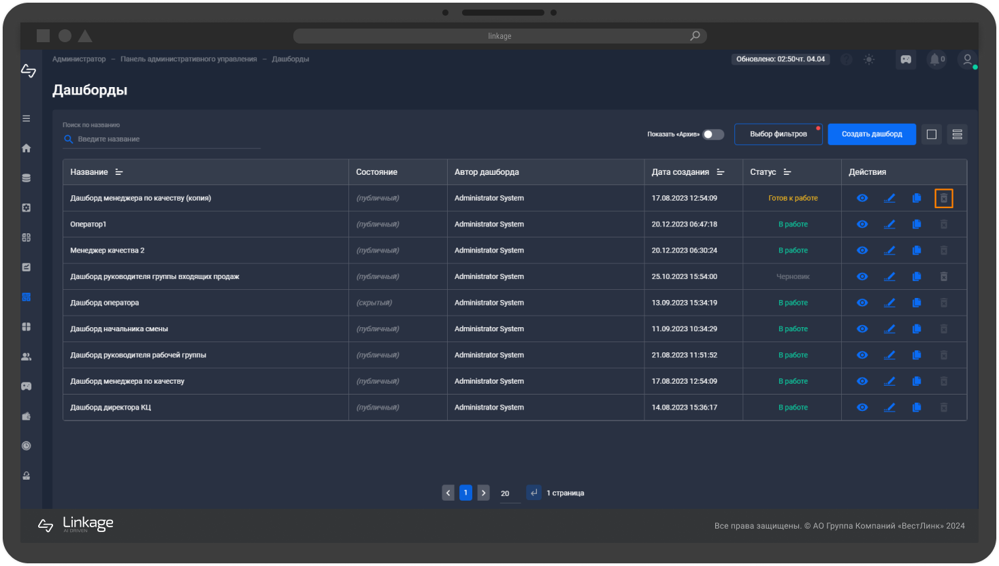 linkage
Администратор – Панель административного управления – Дашборды
Обновлено: 02:50чт. 04.04
0
Дашборды
Поиск по названию
Введите название
Показать «Архив»
Выбор фильтров
Создать дашборд
Название Состояние Автор дашборда Дата создания Статус Действия
Дашборд менеджера по качеству (копия) (публичный) Administrator System 17.08.2023 12:54:09 Готов к работе
Оператор1 (публичный) Administrator System 20.12.2023 06:47:18 В работе
Менеджер качества 2 (публичный) Administrator System 20.12.2023 06:30:24 В работе
Дашборд руководителя группы входящих продаж (публичный) Administrator System 25.10.2023 15:54:00 Черновик
Дашборд оператора (скрытый) Administrator System 13.09.2023 15:34:19 В работе
Дашборд начальника смены (публичный) Administrator System 11.09.2023 10:34:29 В работе
Дашборд руководителя рабочей группы (публичный) Administrator System 21.08.2023 11:51:52 В работе
Дашборд менеджера по качеству (публичный) Administrator System 17.08.2023 12:54:09 В работе
Дашборд директора КЦ (публичный) Administrator System 14.08.2023 15:36:17 В работе
1 20 1 страница
Linkage
AI DRIVEN
Все права защищены. © АО Группа Компаний «ВестЛинк» 2024